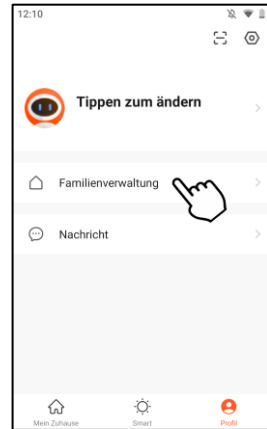 12:10
Tippen zum ändern
Familienverwaltung
Nachricht
Mein Zuhause Smart Profil